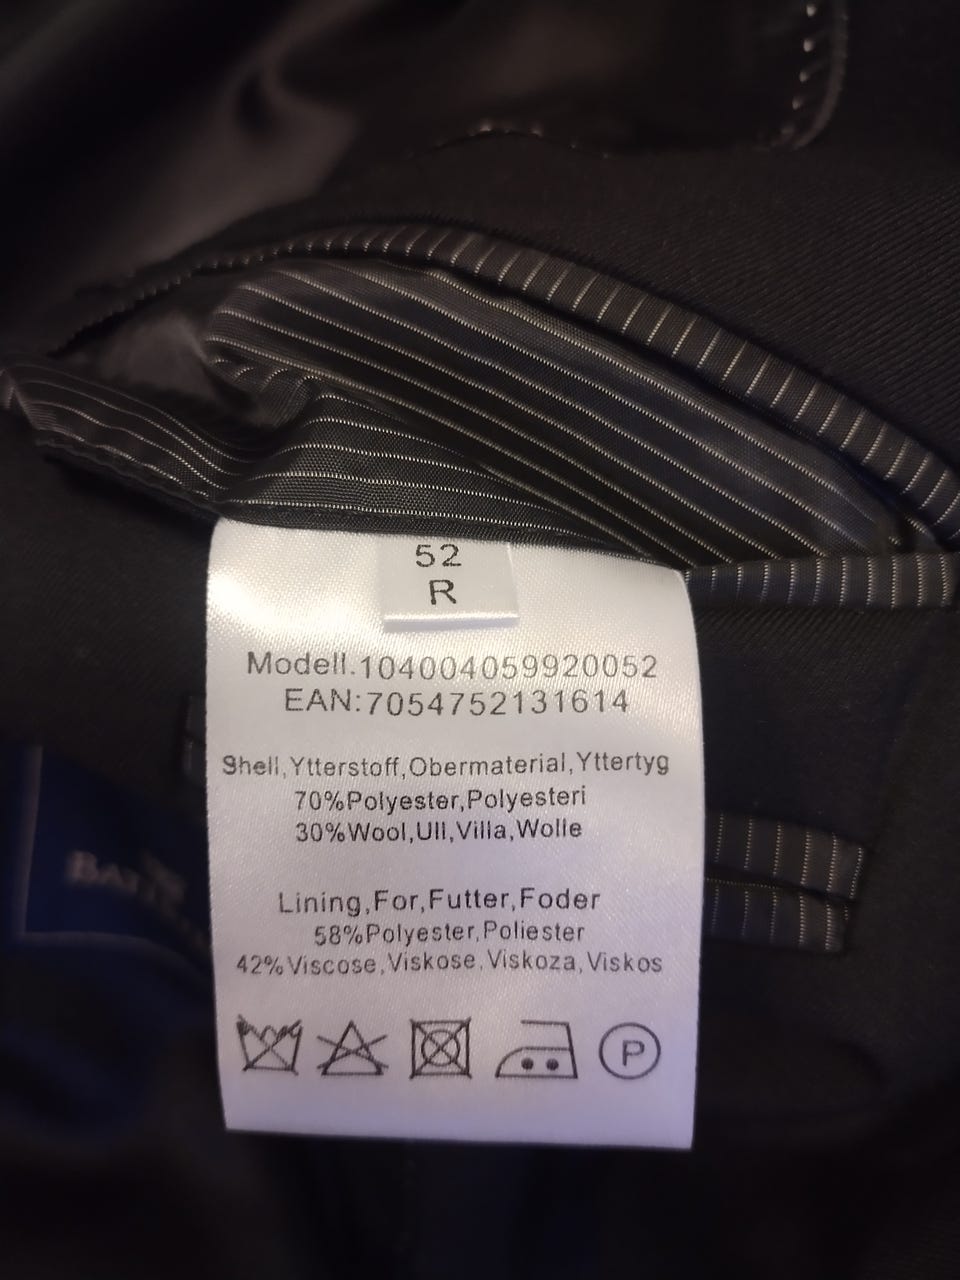 52
R
Modell.104004059920052
EAN:7054752131614
Shell,Ytterstoff,Obermaterial,Yttertyg
70%Polyester,Polyesteri
30%Wool,Ull,Villa,Wolle
Lining,For,Futter,Foder
58%Polyester,Poliester
42%Viscose,Viskose,Viskoza,Viskos
P